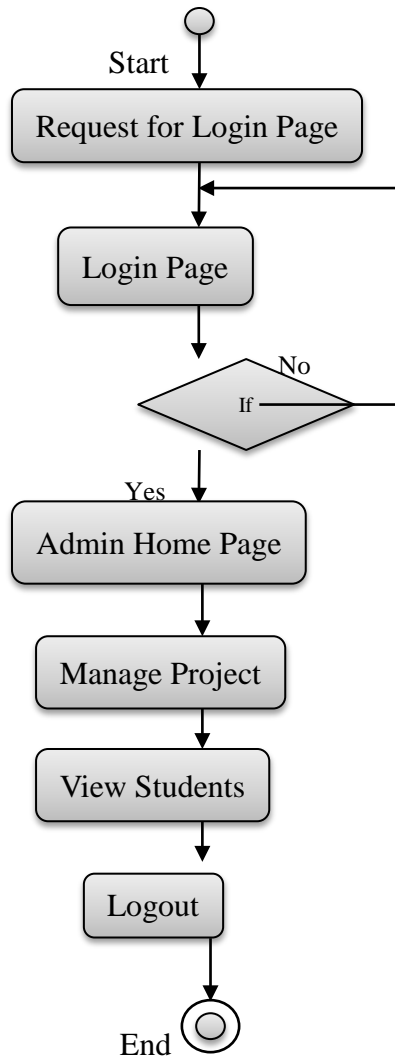 Start
Request for Login Page
Login Page
No
If
Yes
Admin Home Page
Manage Project
View Students
Logout
End